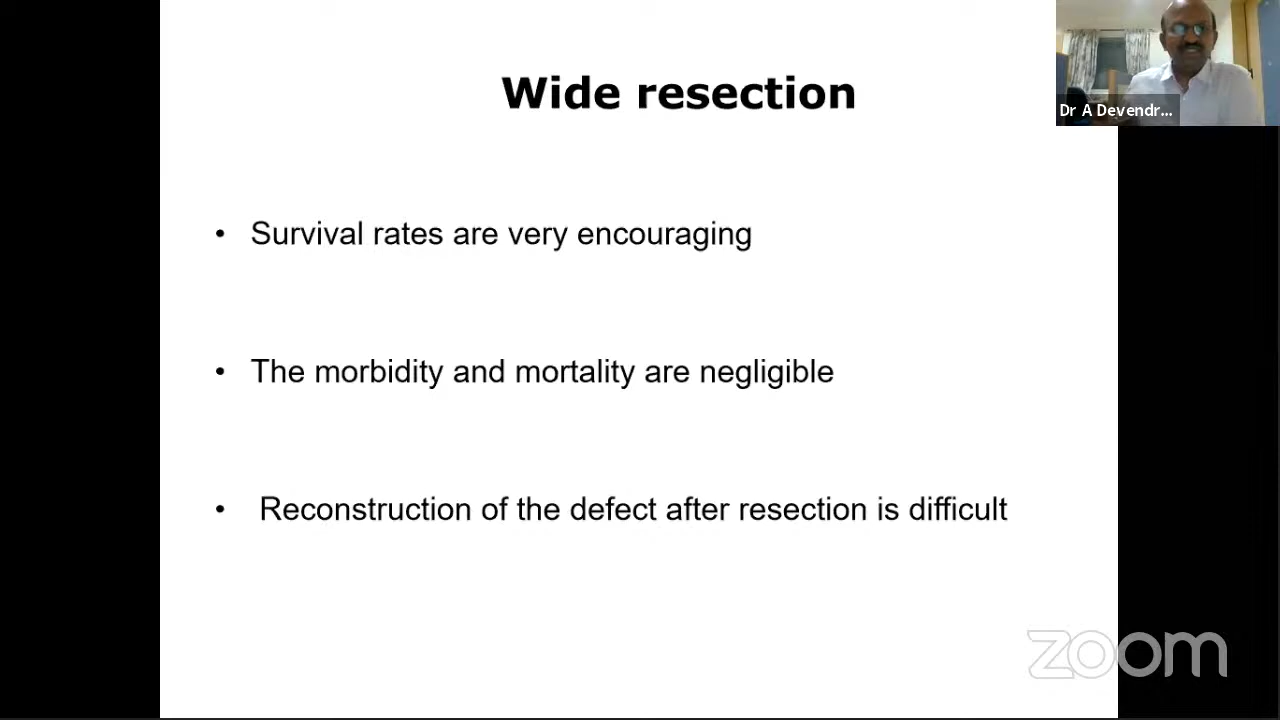 Wide resection
Dr A Devendr...
• Survival rates are very encouraging
• The morbidity and mortality are negligible
• Reconstruction of the defect after resection is difficult
zoom